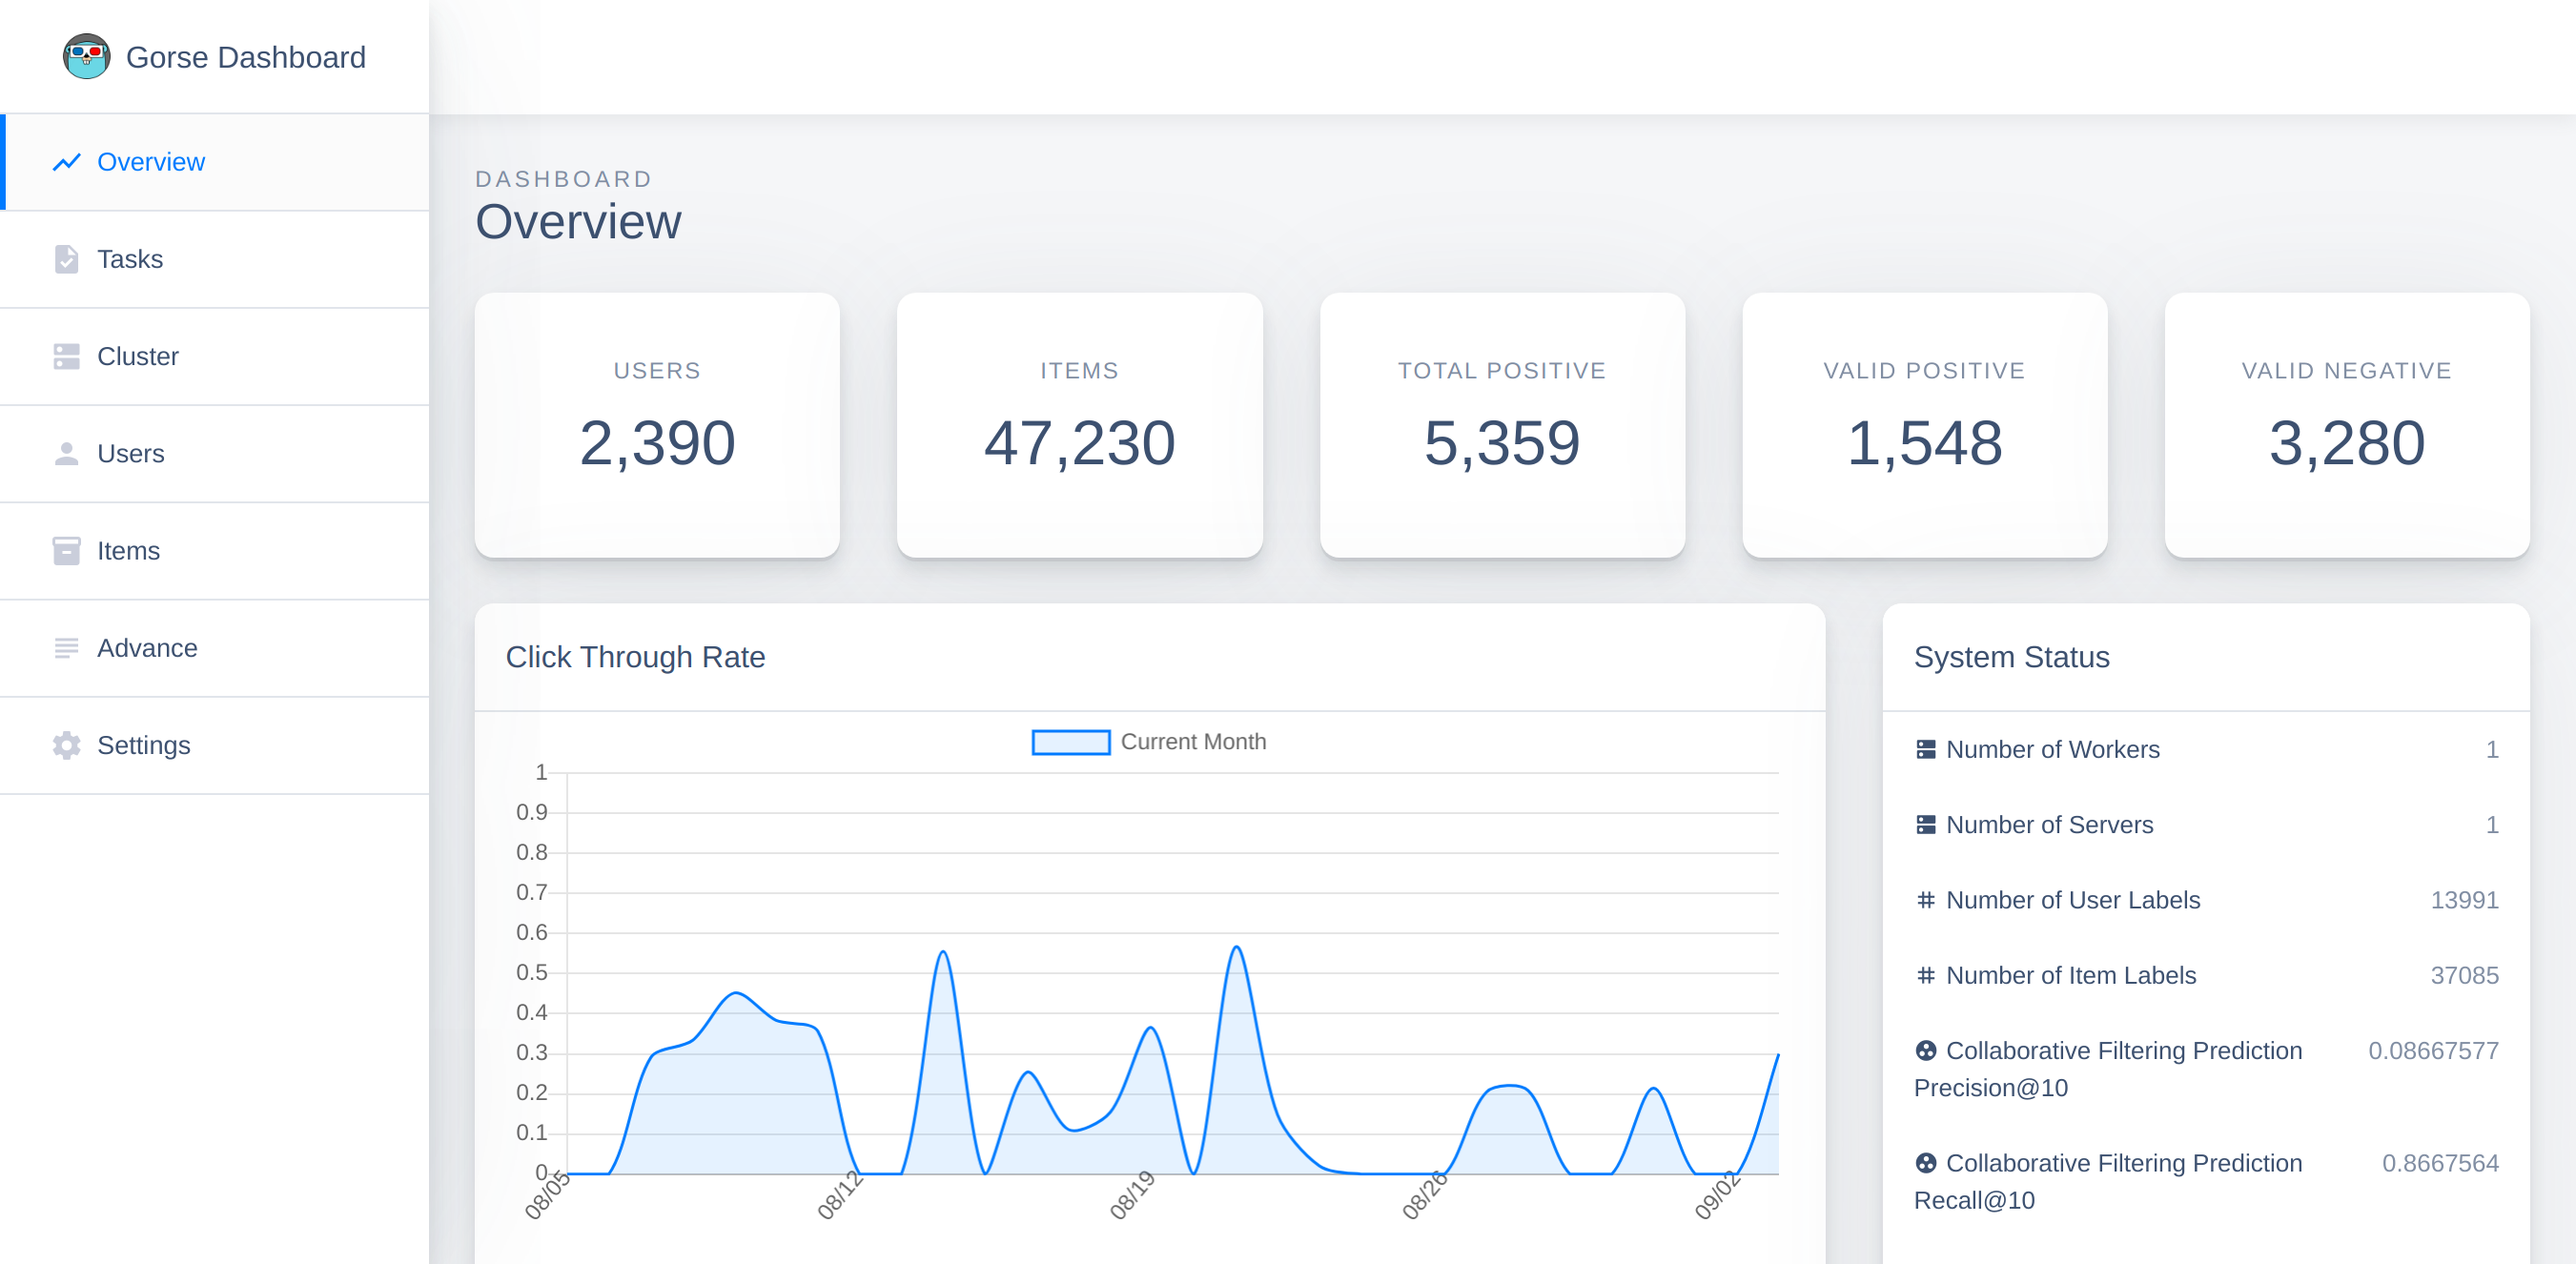 Gorse Dashboard
Overview
Tasks
Cluster
Users
Items
Advance
Settings
DASHBOARD
Overview
USERS
2,390
ITEMS
47,230
TOTAL POSITIVE
5,359
VALID POSITIVE
1,548
VALID NEGATIVE
3,280
Click Through Rate
Current Month
1
0.9
0.8
0.7
0.6
0.5
0.4
0.3
0.2
0.1
0
08/05
08/12
08/19
08/26
09/02
System Status
Number of Workers 1
Number of Servers 1
Number of User Labels 13991
Number of Item Labels 37085
Collaborative Filtering Prediction 0.08667577
Precision@10
Collaborative Filtering Prediction 0.8667564
Recall@10